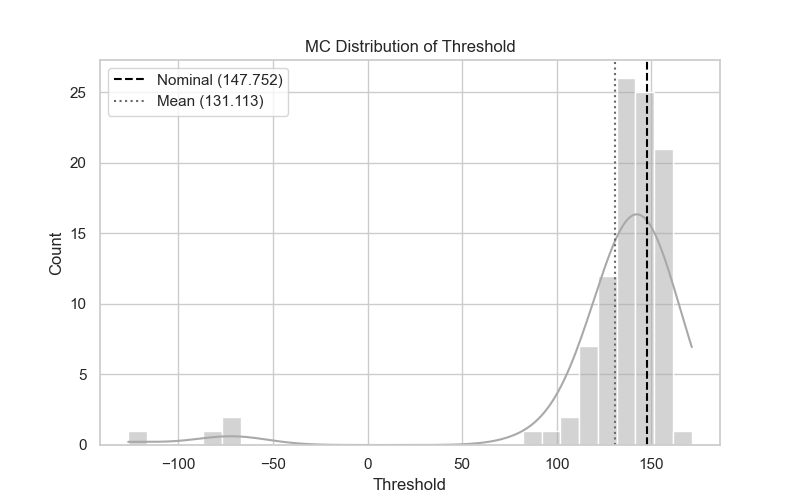 MC Distribution of Threshold
Nominal (147.752)
Mean (131.113)
25
20
15
10
5
0
Count
−100
−50
0
50
100
150
Threshold